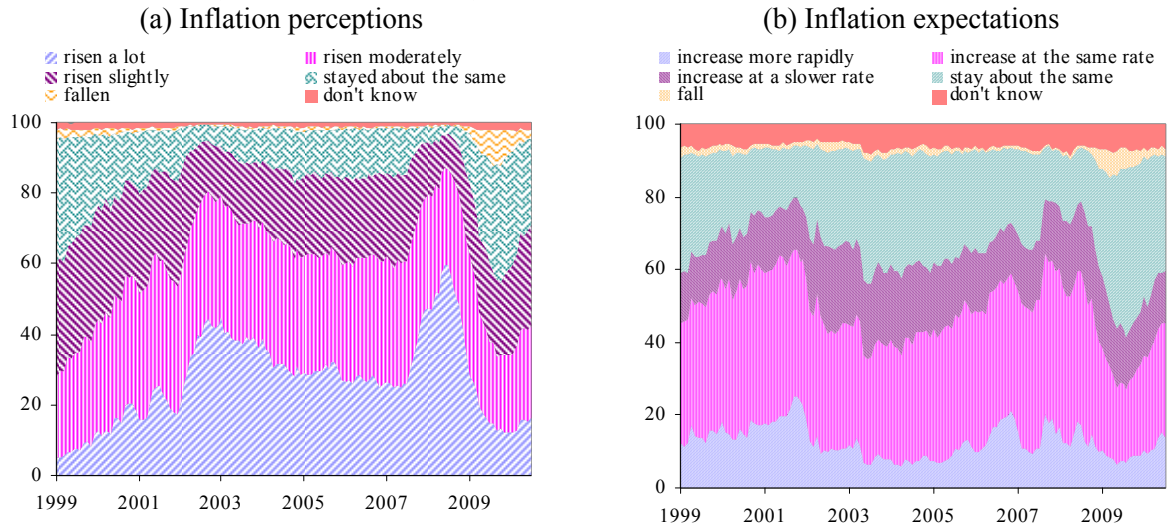 (a) Inflation perceptions
risen a lot
risen moderately
risen slightly
stayed about the same
fallen
don't know
100
80
60
40
20
0
1999 2001 2003 2005 2007 2009
(b) Inflation expectations
increase more rapidly
increase at the same rate
increase at a slower rate
stay about the same
fall
don't know
100
80
60
40
20
0
1999 2001 2003 2005 2007 2009